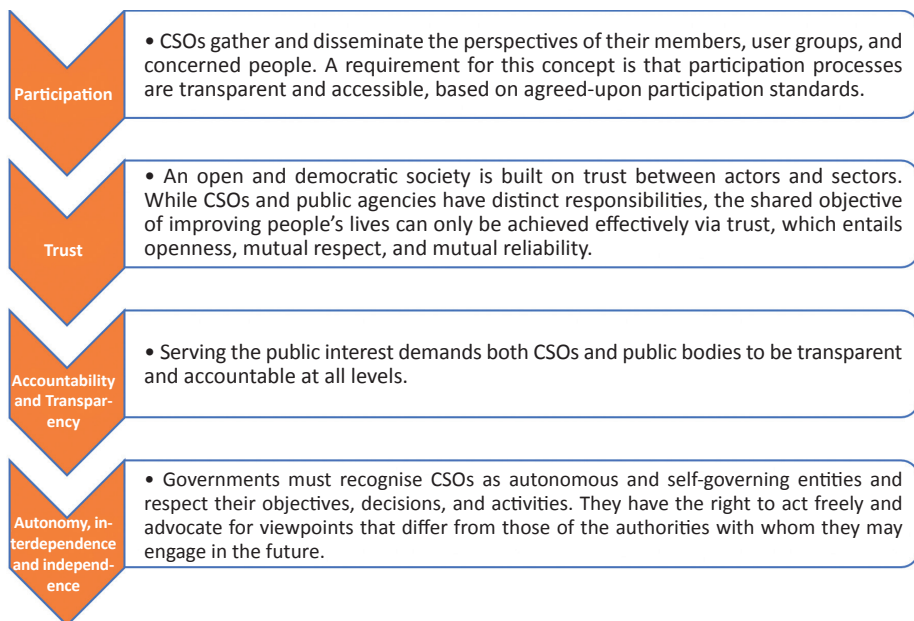 Participation
• CSOs gather and disseminate the perspectives of their members, user groups, and
concerned people. A requirement for this concept is that participation processes
are transparent and accessible, based on agreed-upon participation standards.
Trust
• An open and democratic society is built on trust between actors and sectors.
While CSOs and public agencies have distinct responsibilities, the shared objective
of improving people’s lives can only be achieved effectively via trust, which entails
openness, mutual respect, and mutual reliability.
Accountability
and Transpar-
ency
• Serving the public interest demands both CSOs and public bodies to be transparent
and accountable at all levels.
Autonomy, in-
terdependence
and independ-
ence
• Governments must recognise CSOs as autonomous and self-governing entities and
respect their objectives, decisions, and activities. They have the right to act freely and
advocate for viewpoints that differ from those of the authorities with whom they may
engage in the future.